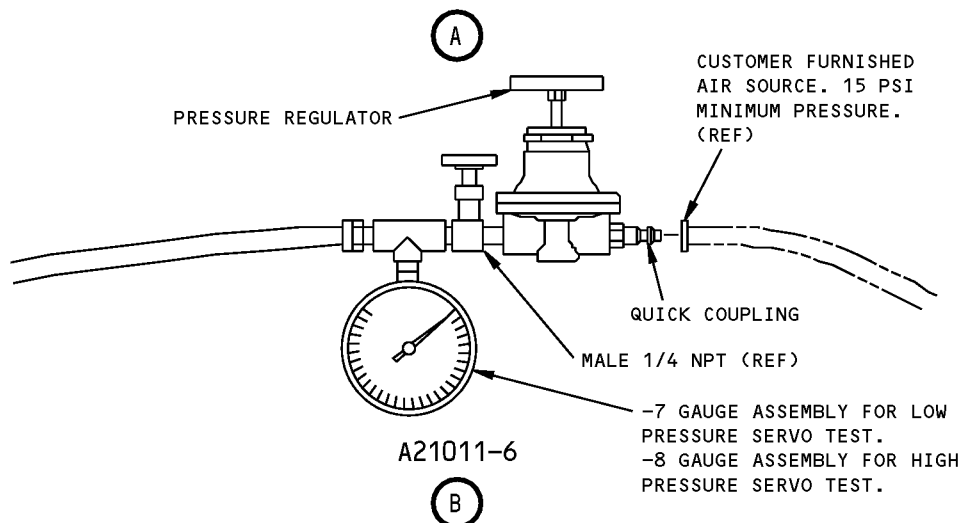 A
CUSTOMER FURNISHED
AIR SOURCE. 15 PSI
MINIMUM PRESSURE.
(REF)
PRESSURE REGULATOR
QUICK COUPLING
MALE 1/4 NPT (REF)
-7 GAUGE ASSEMBLY FOR LOW
PRESSURE SERVO TEST.
-8 GAUGE ASSEMBLY FOR HIGH
PRESSURE SERVO TEST.
A21011-6
B